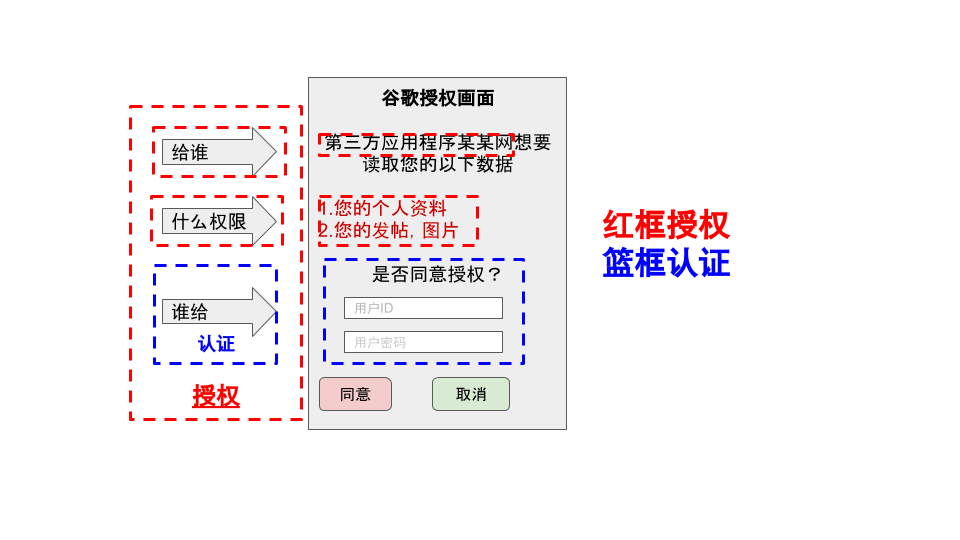 谷歌授权画面
给谁
第三方应用程序某某网想要
读取您的以下数据
什么权限
1.您的个人资料
2.您的发帖, 图片
红框授权
篮框认证
是否同意授权？
谁给
用户ID
认证
用户密码
授权
同意
取消